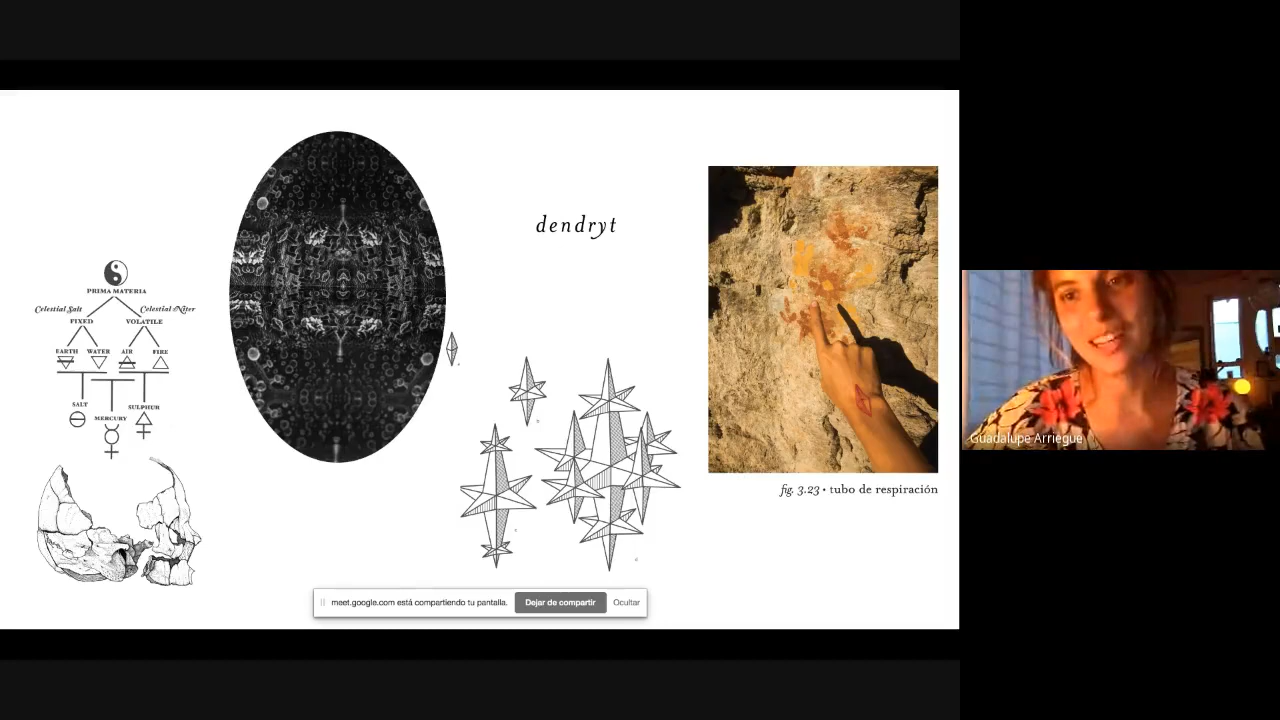 dendryt
PRIMA MATERIA
Celestial Salt
Celestial Niter
FIXED
VOLATILE
EARTH
WATER
AIR
FIRE
SALT
MERCURY
SULPHUR
fig. 3.23 • tubo de respiración
meet.google.com está compartiendo tu pantalla.
Dejar de compartir
Ocultar
Guadalupe Arriegue